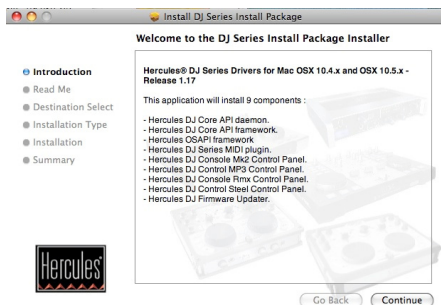 Install DJ Series Install Package
Welcome to the DJ Series Install Package Installer
Introduction
Read Me
Destination Select
Installation Type
Installation
Summary
Hercules® DJ Series Drivers for Mac OSX 10.4.x and OSX 10.5.x -
Release 1.17
This application will install 9 components :
- Hercules DJ Core API daemon.
- Hercules DJ Core API framework.
- Hercules OSAPI framework
- Hercules DJ Series MIDI plugin.
- Hercules DJ Console Mk2 Control Panel.
- Hercules DJ Control MP3 Control Panel.
- Hercules DJ Console Rmx Control Panel.
- Hercules DJ Control Steel Control Panel.
- Hercules DJ Firmware Updater.
Hercules
Go Back
Continue